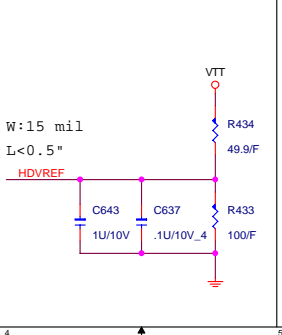 VTT
W:15 mil
L<0.5"
R434
49.9/F
HDVREF
C643
1U/10V
C637
.1U/10V_4
R433
100/F
4
5